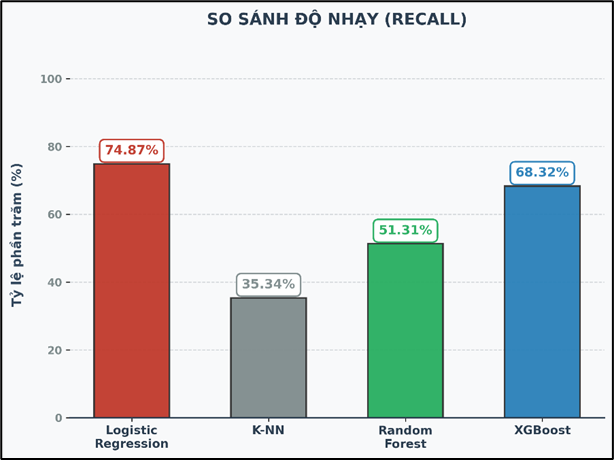 SO SÁNH ĐỘ NHẠY (RECALL)
Tỷ lệ phần trăm (%)
100
80
60
40
20
0
74.87%
35.34%
51.31%
68.32%
Logistic
Regression
K-NN
Random
Forest
XGBoost